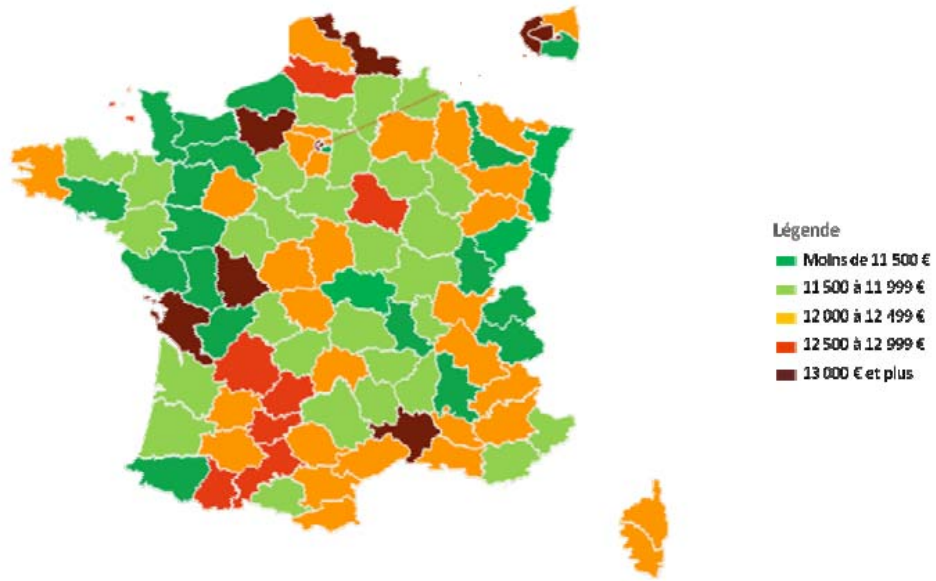 Légende
Moins de 11 500 €
11 500 à 11 999 €
12 000 à 12 499 €
12 500 à 12 999 €
13 000 € et plus